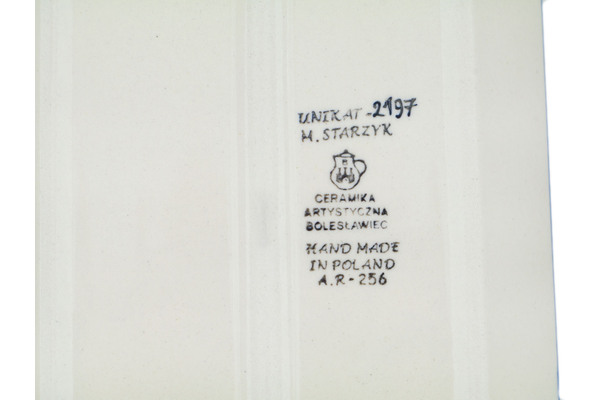 UNIKAT-2197
M. STARZYK
CERAMIKA
ARTYSTYCZNA
BOLESŁAWIEC
HAND MADE
IN POLAND
A.R-256